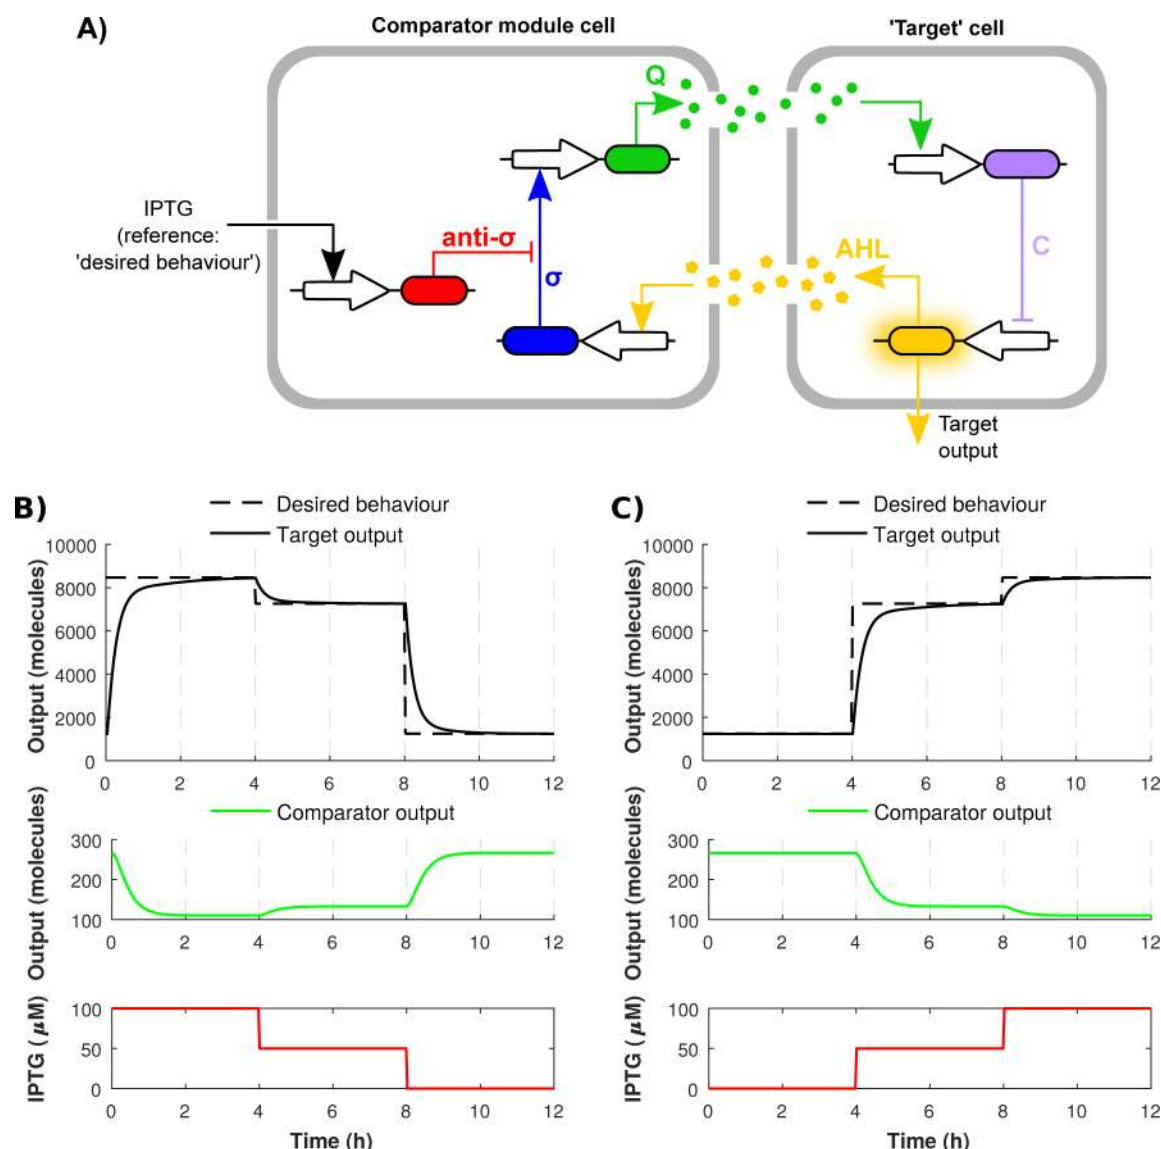 A)
Comparator module cell
'Target' cell
Q
IPTG
(reference:
'desired behaviour')
anti-σ
σ
AHL
C
Target
output
B)
Desired behaviour
Target output
Output (molecules)
10000
8000
6000
4000
2000
0
0 2 4 6 8 10 12
Comparator output
Output (molecules)
300
200
100
0 2 4 6 8 10 12
IPTG ( μM)
100
50
0
0 2 4 6 8 10 12
Time (h)
C)
Desired behaviour
Target output
Output (molecules)
10000
8000
6000
4000
2000
0
0 2 4 6 8 10 12
Comparator output
Output (molecules)
300
200
100
0 2 4 6 8 10 12
IPTG ( μM)
100
50
0
0 2 4 6 8 10 12
Time (h)